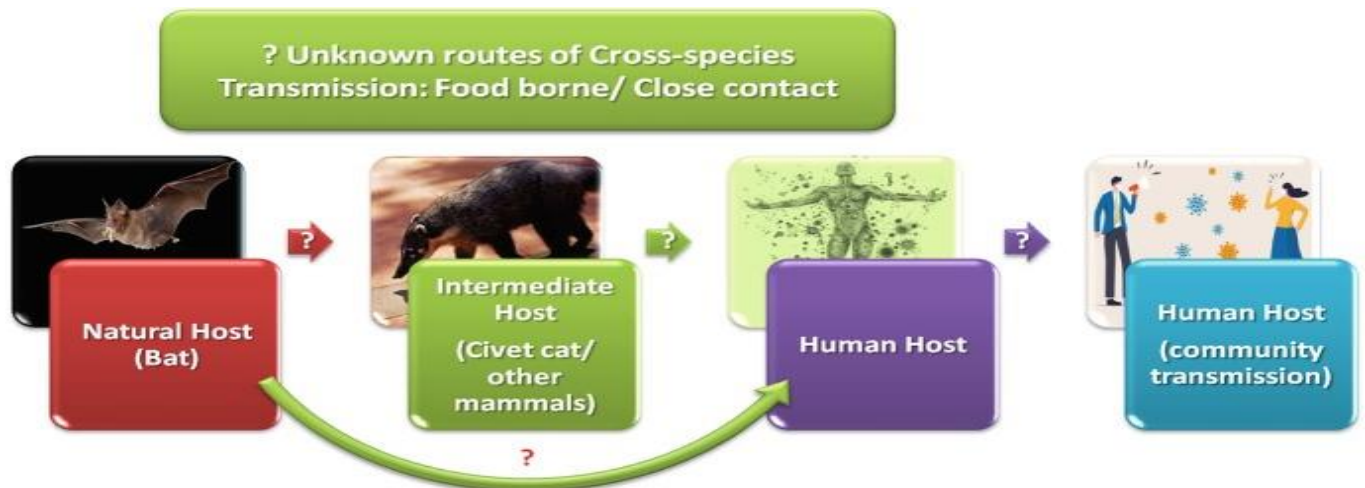 ? Unknown routes of Cross-species
Transmission: Food borne/ Close contact
?
?
?
Natural Host
(Bat)
Intermediate
Host
(Civet cat/
other
mammals)
Human Host
Human Host
(community
transmission)
?